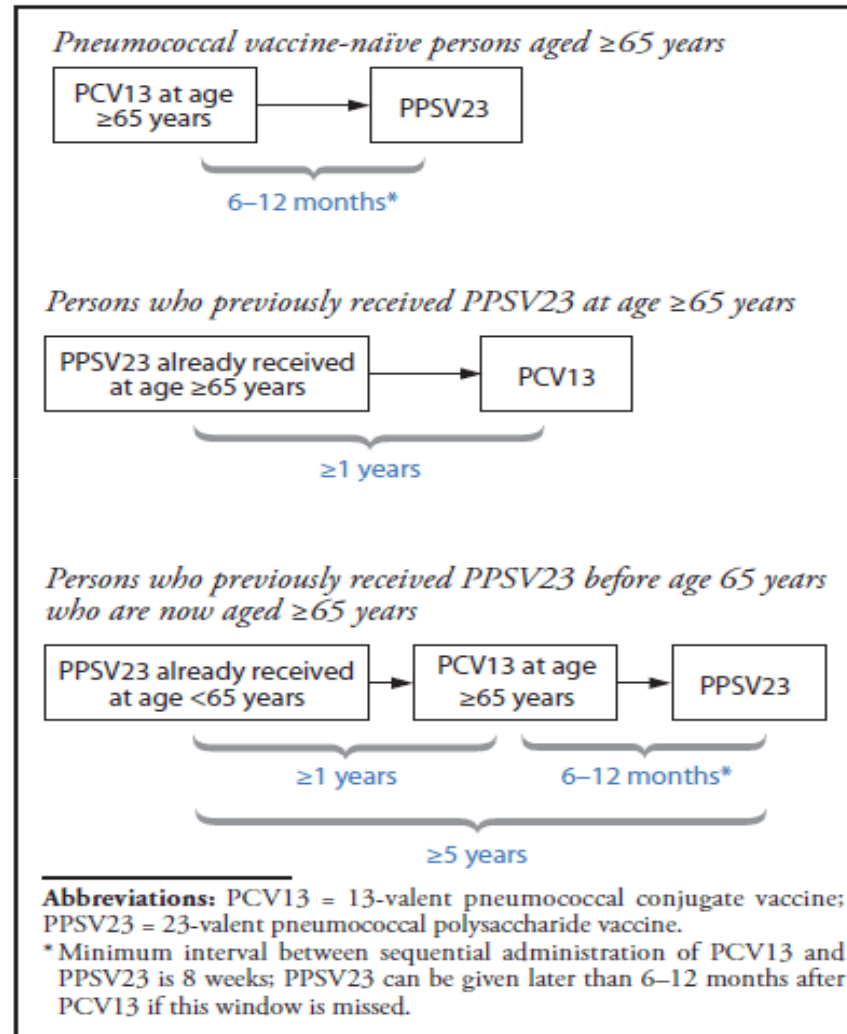 Pneumococcal vaccine-naïve persons aged ≥65 years
PCV13 at age
≥65 years
PPSV23
6–12 months*
Persons who previously received PPSV23 at age ≥65 years
PPSV23 already received
at age ≥65 years
PCV13
≥1 years
Persons who previously received PPSV23 before age 65 years
who are now aged ≥65 years
PPSV23 already received
at age <65 years
PCV13 at age
≥65 years
PPSV23
≥1 years
6–12 months*
≥5 years
Abbreviations: PCV13 = 13-valent pneumococcal conjugate vaccine;
PPSV23 = 23-valent pneumococcal polysaccharide vaccine.
* Minimum interval between sequential administration of PCV13 and
PPSV23 is 8 weeks; PPSV23 can be given later than 6–12 months after
PCV13 if this window is missed.